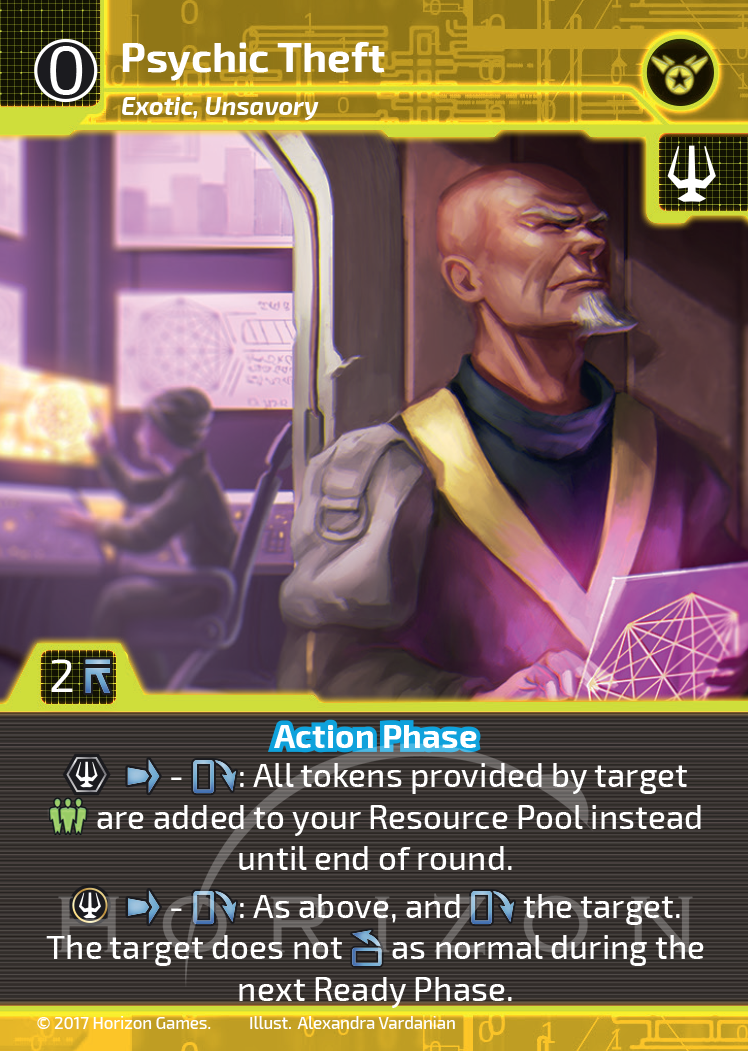 0
Psychic Theft
Exotic, Unsavory
2
Action Phase
- : All tokens provided by target
are added to your Resource Pool instead
until end of round.
- : As above, and the target.
The target does not as normal during the
next Ready Phase.
HORIZON
© 2017 Horizon Games. Illust. Alexandra Vardanian